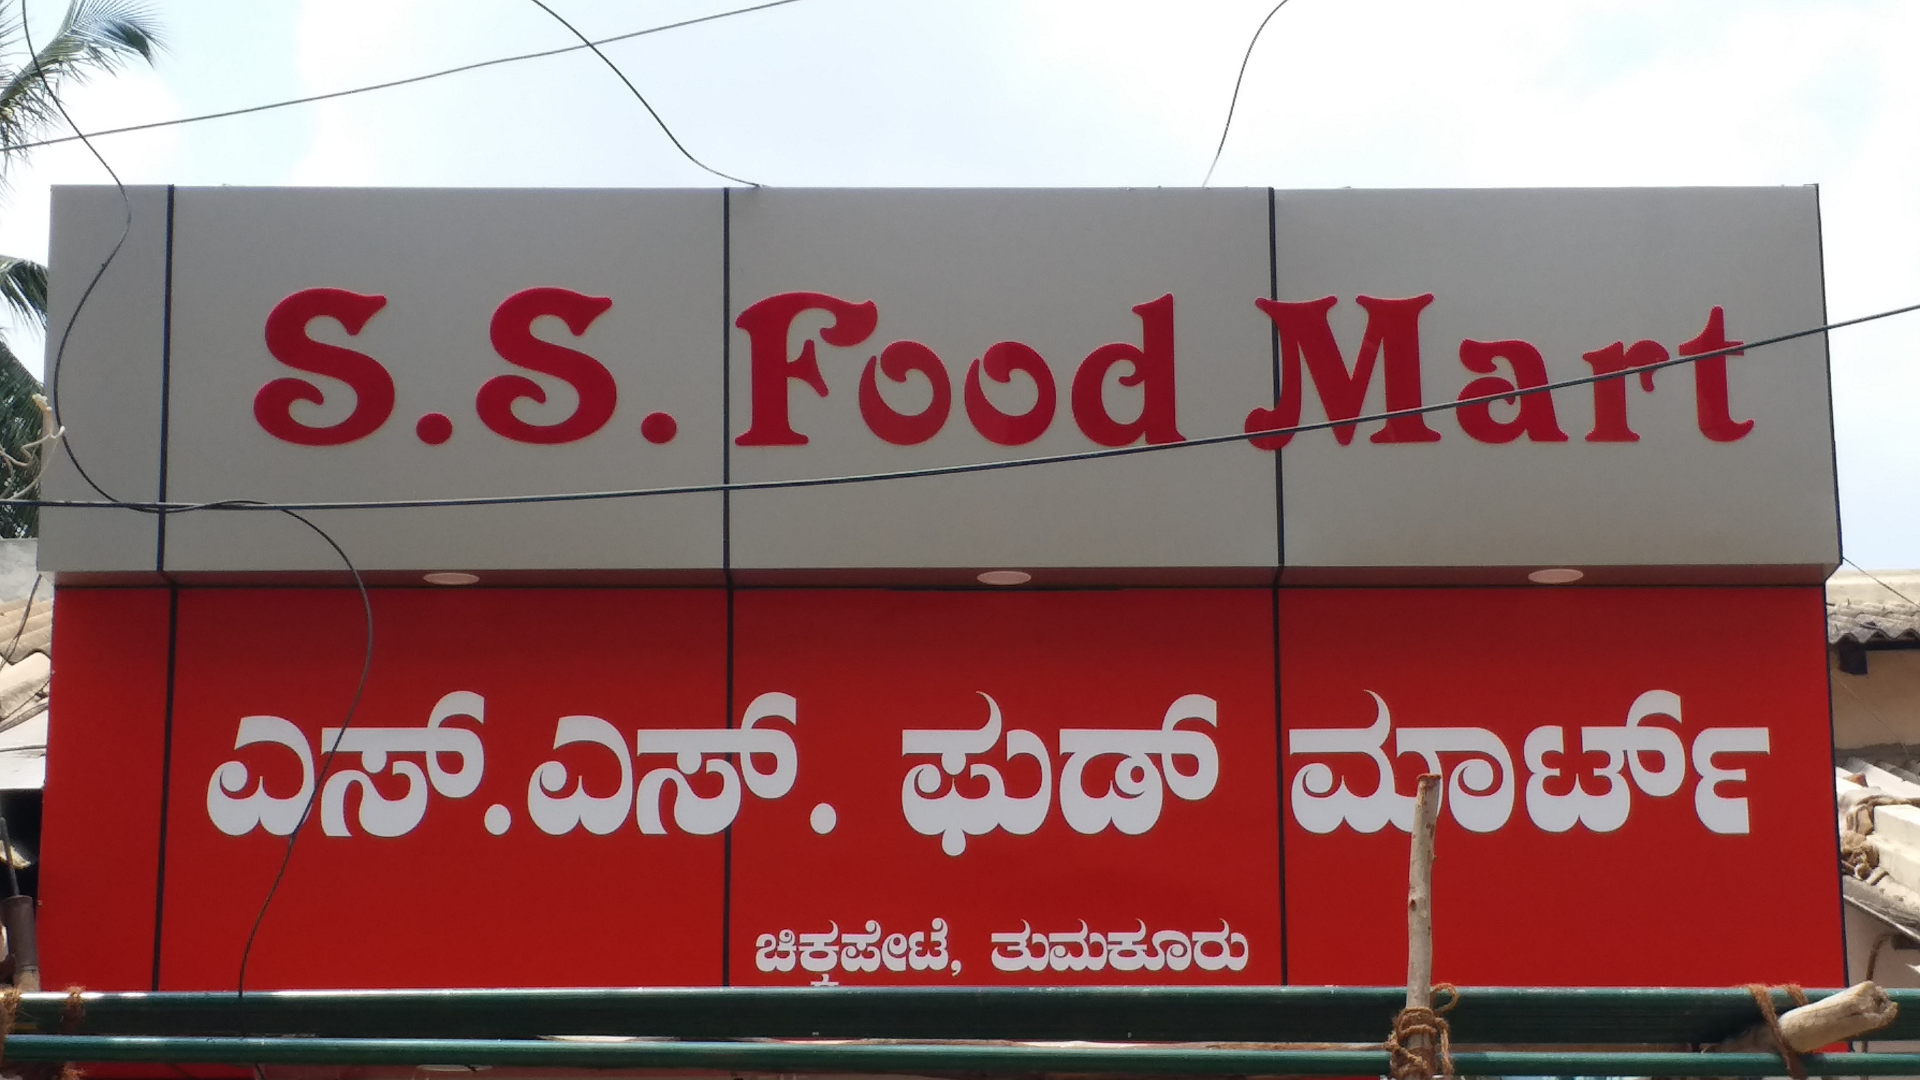 S.S. Food Mart
ಎಸ್.ಎಸ್. ಫುಡ್ ಮಾರ್ಟ್
ಚಿಕ್ಕಪೇಟೆ, ತುಮಕೂರು